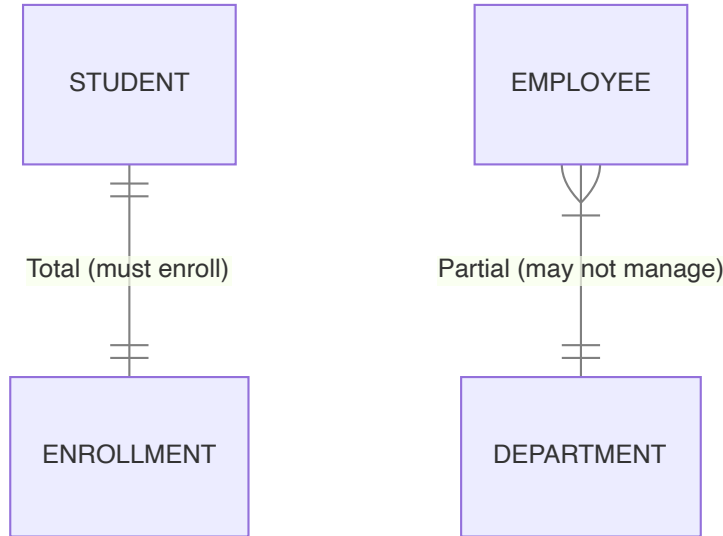 STUDENT
EMPLOYEE
Total (must enroll)
Partial (may not manage)
ENROLLMENT
DEPARTMENT